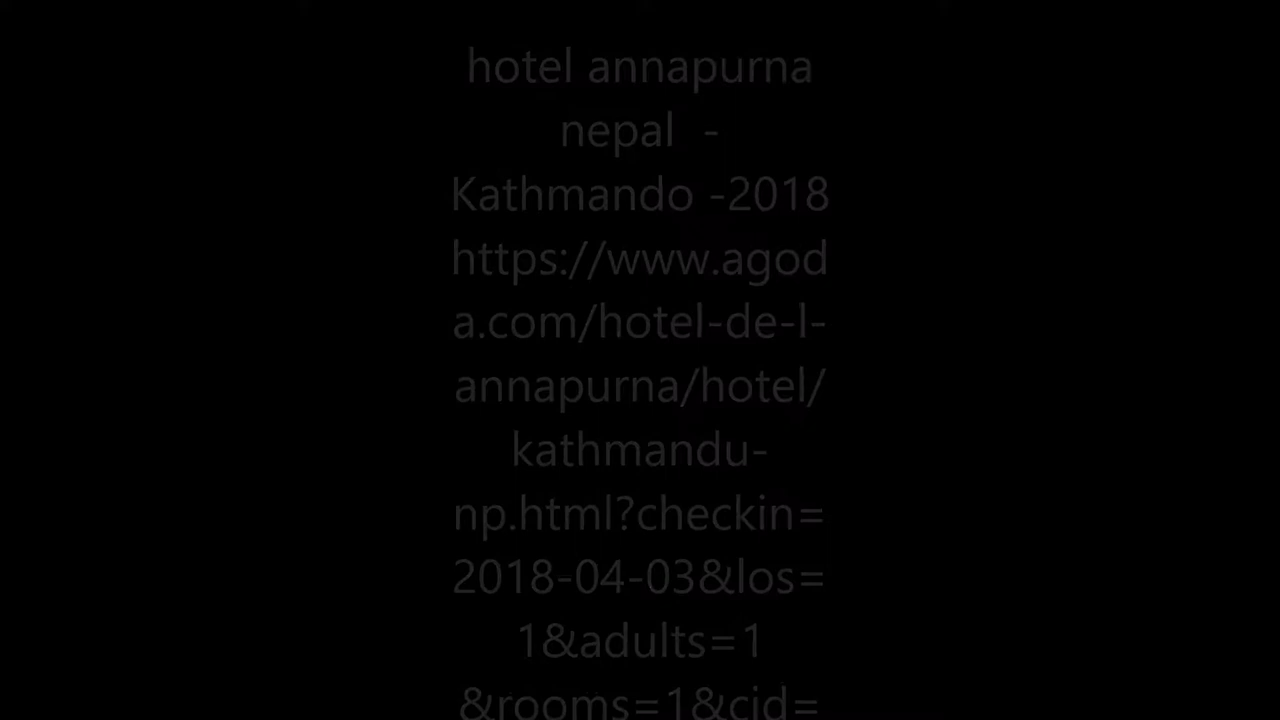 hotel annapurna
nepal  -
Kathmando -2018
https://www.agod
a.com/hotel-de-l-
annapurna/hotel/
kathmandu-
np.html?checkin=
2018-04-03&los=
1&adults=1
&rooms=1&cid=